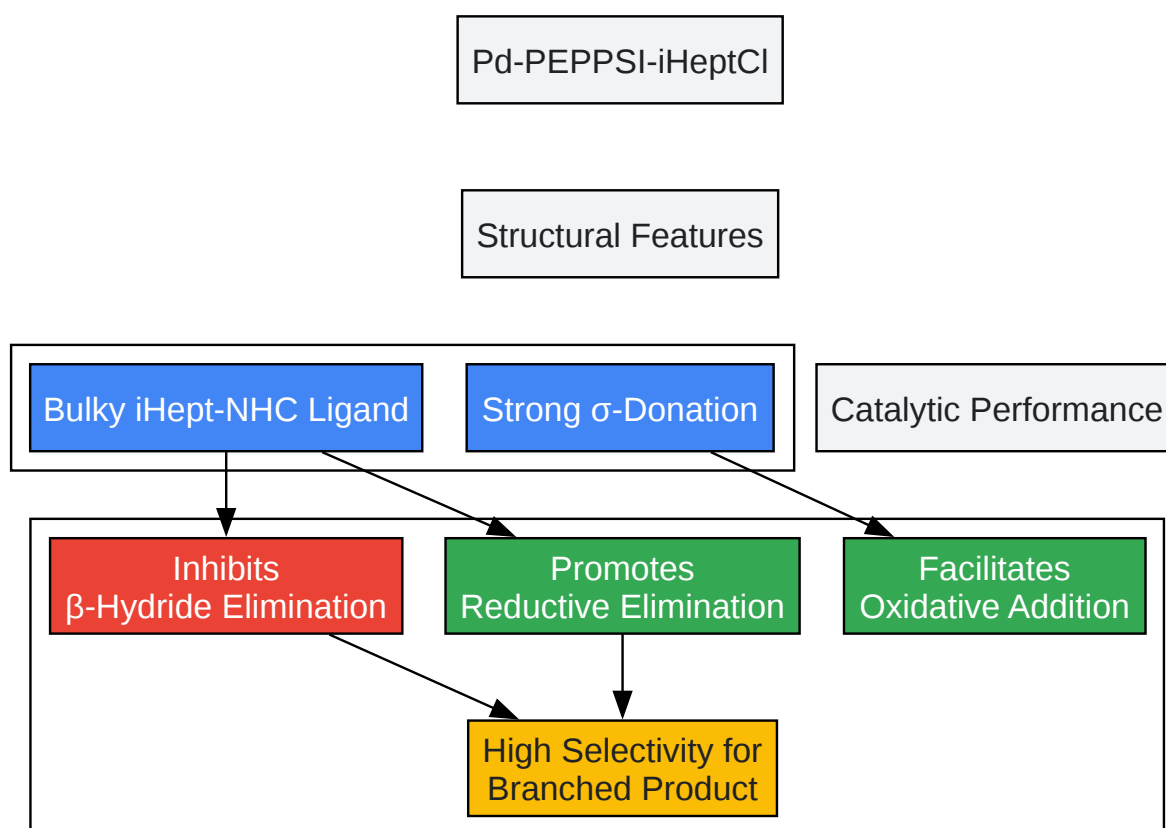 Pd-PEPPSI-iHeptCl
Structural Features
Bulky iHept-NHC Ligand
Strong σ-Donation
Catalytic Performance
Inhibits
β-Hydride Elimination
Promotes
Reductive Elimination
Facilitates
Oxidative Addition
High Selectivity for
Branched Product